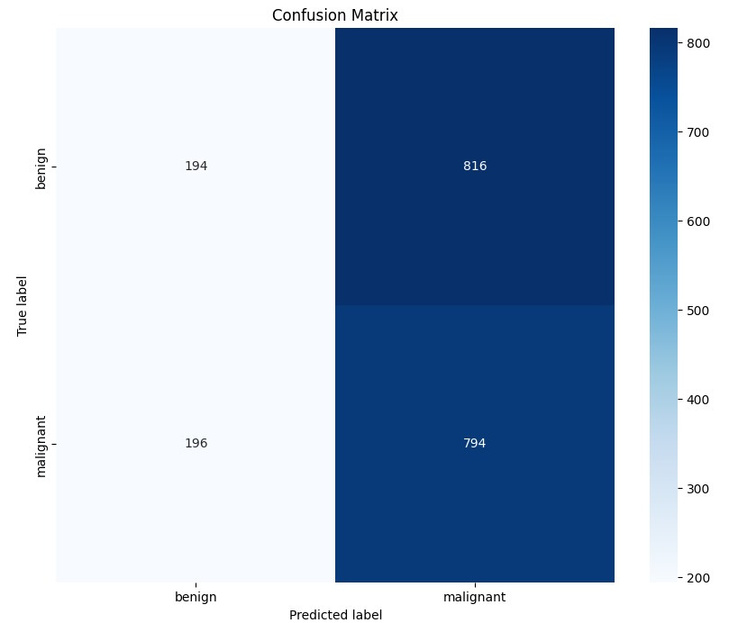 Confusion Matrix
800
700
600
500
400
300
200
True label
benign
malignant
194
816
196
794
benign
malignant
Predicted label